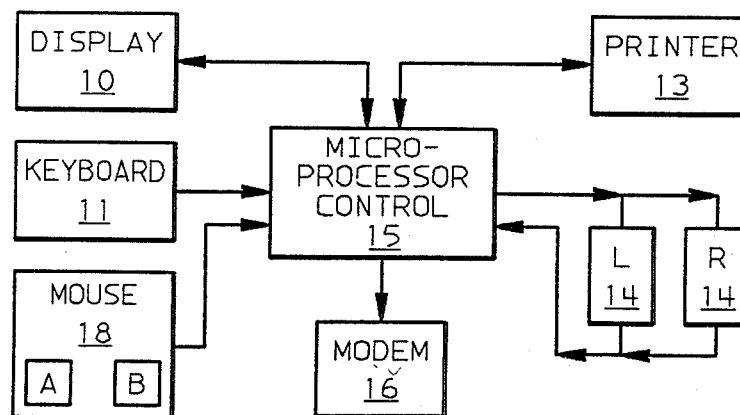 DISPLAY
10
PRINTER
13
KEYBOARD
11
MICRO-
PROCESSOR
CONTROL
15
L
14
R
14
MOUSE
18
A
B
MODEM
16